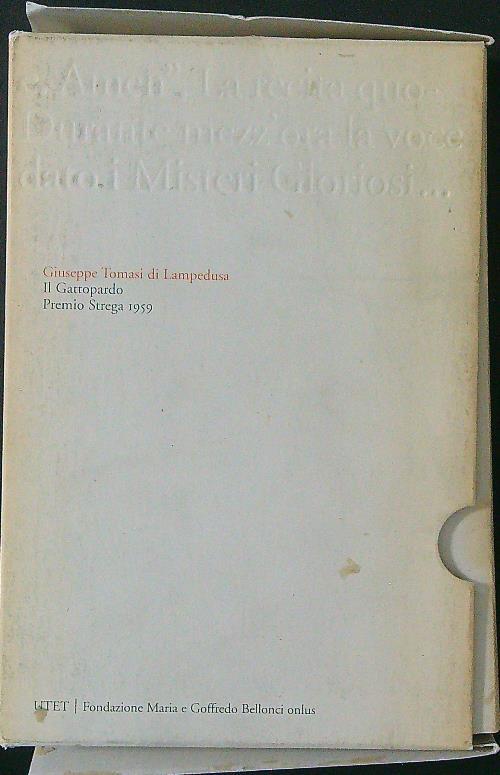 ... Amen". La recita quo-
Durante mezz'ora la voce
dato i Misteri Gloriosi...
Giuseppe Tomasi di Lampedusa
Il Gattopardo
Premio Strega 1959
UTET | Fondazione Maria e Goffredo Bellonci onlus